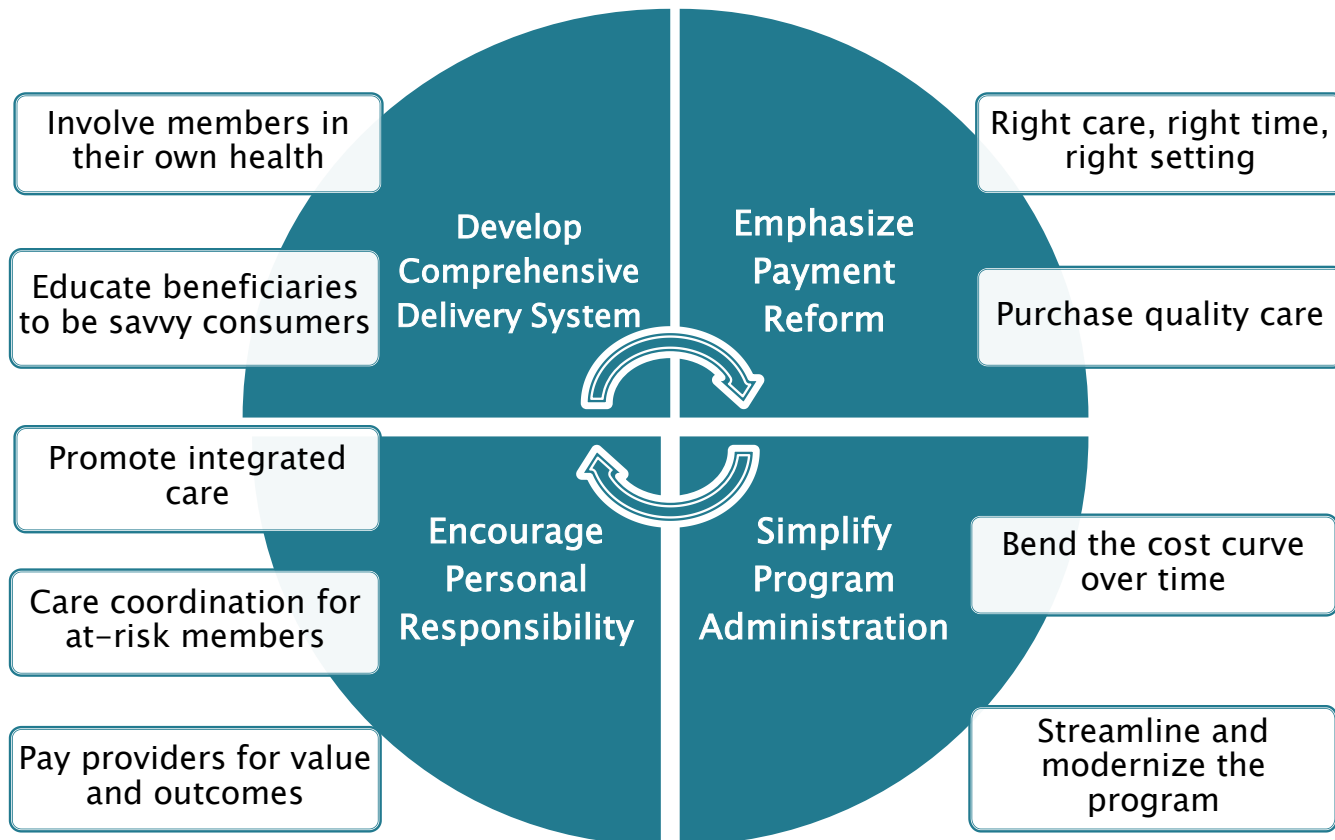 Involve members in
their own health
Educate beneficiaries
to be savvy consumers
Promote integrated
care
Care coordination for
at-risk members
Pay providers for value
and outcomes
Develop
Comprehensive
Delivery System
Emphasize
Payment
Reform
Encourage
Personal
Responsibility
Simplify
Program
Administration
Right care, right time,
right setting
Purchase quality care
Bend the cost curve
over time
Streamline and
modernize the
program